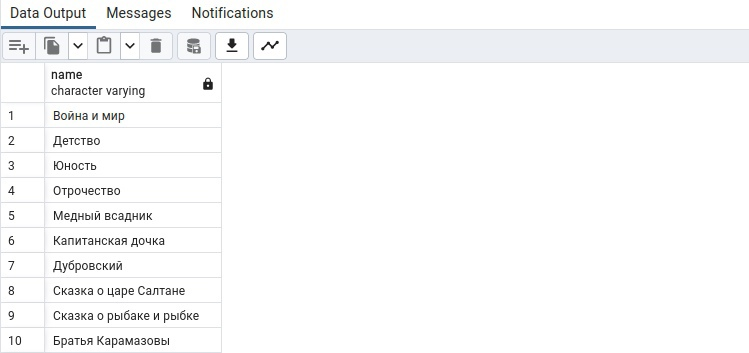 Data Output Messages Notifications
name
character varying
1 Война и мир
2 Детство
3 Юность
4 Отрочество
5 Медный всадник
6 Капитанская дочка
7 Дубровский
8 Сказка о царе Салтане
9 Сказка о рыбаке и рыбке
10 Братья Карамазовы